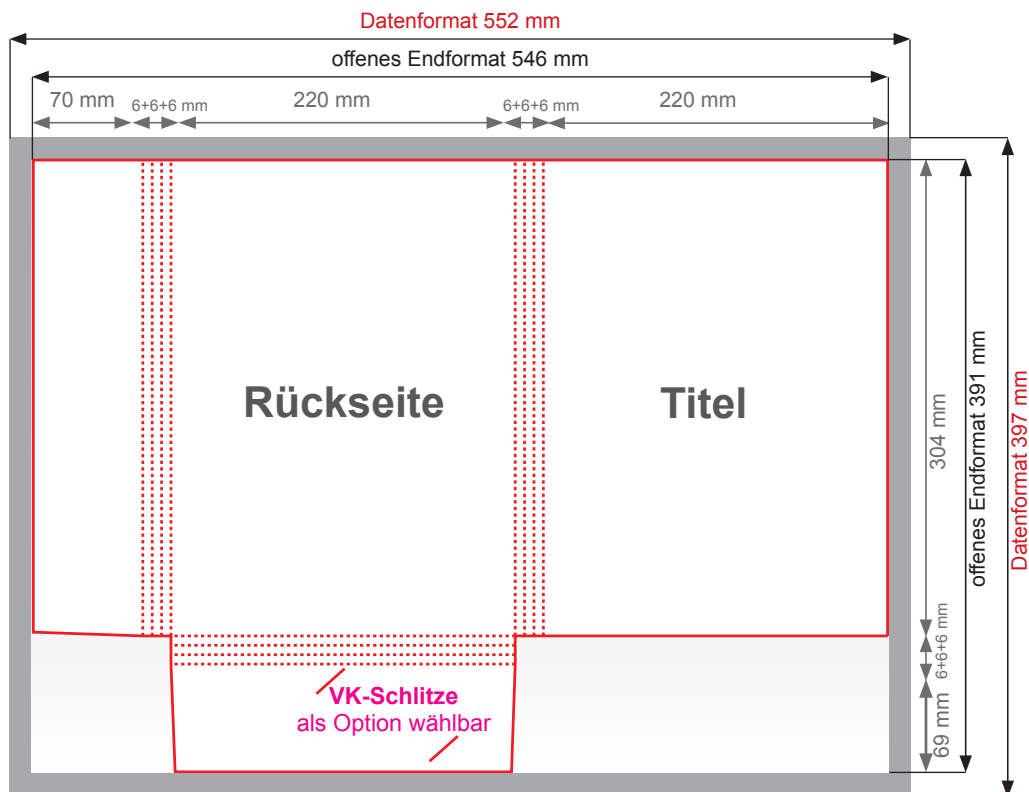 Datenformat 552 mm
offenes Endformat 546 mm
70 mm
6+6+6 mm
220 mm
6+6+6 mm
220 mm
Rückseite
Titel
304 mm
offenes Endformat 391 mm
Datenformat 397 mm
6+6+6 mm
69 mm
VK-Schlitze
als Option wählbar